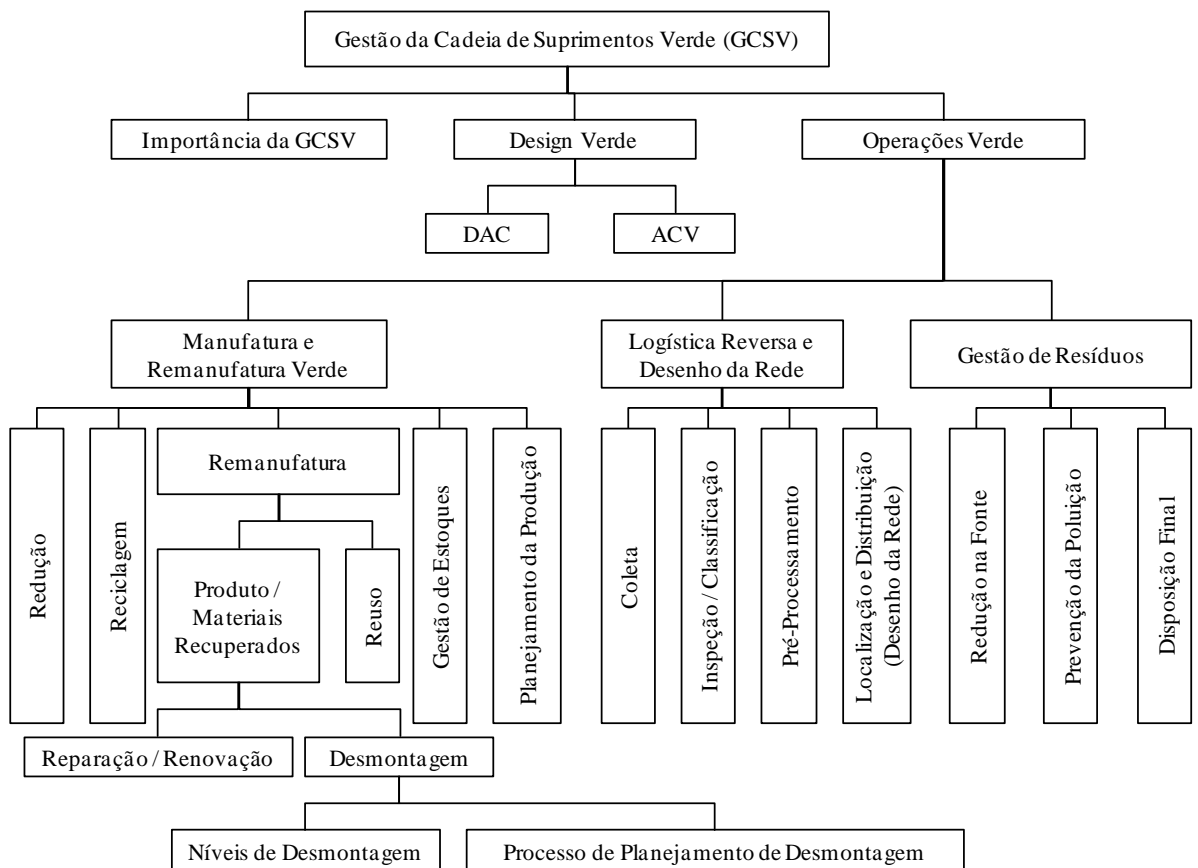 Gestão da Cadeia de Suprimentos Verde (GCSV)
Importância da GCSV
Design Verde
Operações Verde
DAC
ACV
Manufatura e
Remanufatura Verde
Logística Reversa e
Desenho da Rede
Gestão de Resíduos
Redução
Reciclagem
Remanufatura
Produto /
Materiais
Recuperados
Reuso
Gestão de Estoques
Planejamento da Produção
Coleta
Inspeção / Classificação
Pré-Processamento
Localização e Distribuição
(Desenho da Rede)
Redução na Fonte
Prevenção da Poluição
Disposição Final
Reparação / Renovação
Desmontagem
Níveis de Desmontagem
Processo de Planejamento de Desmontagem